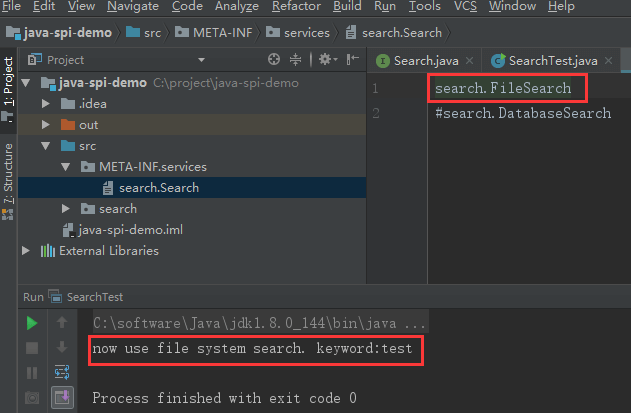 File Edit View Navigate Code Analyze Refactor Build Run Tools VCS Window Help
java-spi-demo src META-INF services search.Search
Project
Search.java SearchTest.java
1: Project
7: Structure
java-spi-demo C:\project\java-spi-demo
.idea
out
src
META-INF.services
search.Search
search
java-spi-demo.iml
External Libraries
1 search.FileSearch
2 #search.DatabaseSearch
Run SearchTest
C:\software\Java\jdk1.8.0_144\bin\java ...
now use file system search. keyword:test
Process finished with exit code 0